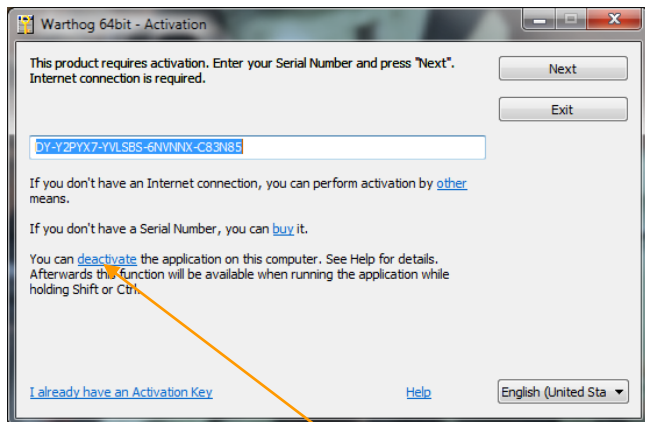 Warthog 64bit - Activation
This product requires activation. Enter your Serial Number and press "Next".
Internet connection is required.
Next
Exit
DY-Y2PYX7-YVLSBS-6NVNNX-C83N85
If you don't have an Internet connection, you can perform activation by other
means.
If you don't have a Serial Number, you can buy it.
You can deactivate the application on this computer. See Help for details.
Afterwards this function will be available when running the application while
holding Shift or Ctrl.
I already have an Activation Key
Help
English (United Sta